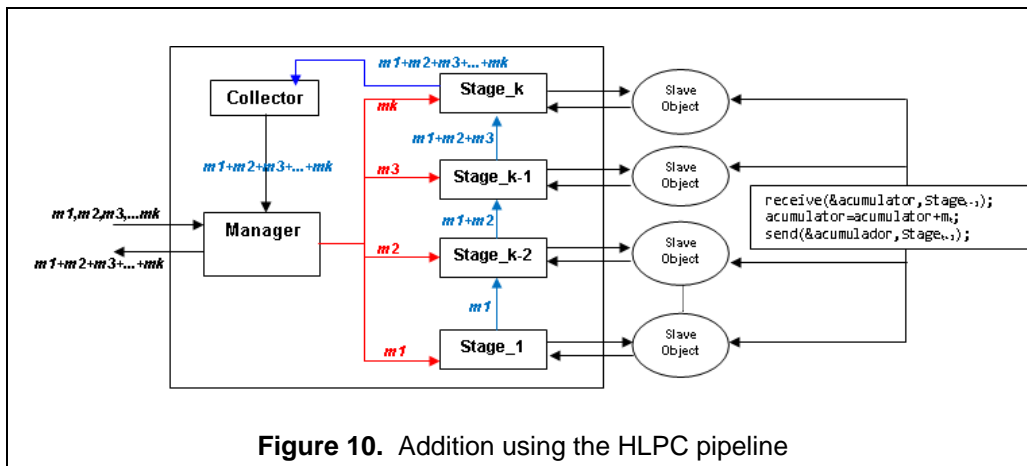 m1+m2+m3+...+mk
Collector
mk
Stage_k
Slave
Object
m1+m2+m3
m1+m2+m3+...+mk
m3
Stage_k-1
Slave
Object
m1,m2,m3,...mk
Manager
m1+m2
receive(&acumulator,Stage
acumulator=acumulator+m
send(&acumulador,Stage
m2
Stage_k-2
Slave
Object
m1+m2+m3+...+mk
m1
m1
Stage_1
Slave
Object
Figure 10. Addition using the HLPC pipeline